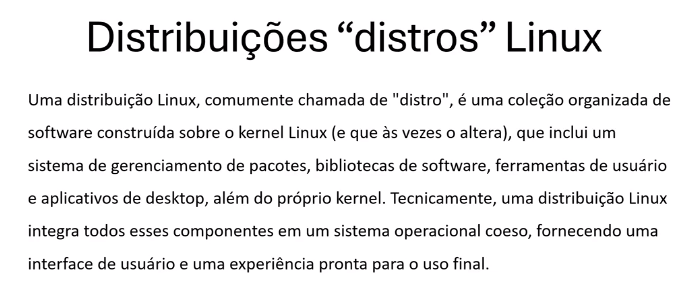 Distribuições “distros” Linux
Uma distribuição Linux, comumente chamada de "distro", é uma coleção organizada de
software construída sobre o kernel Linux (e que às vezes o altera), que inclui um
sistema de gerenciamento de pacotes, bibliotecas de software, ferramentas de usuário
e aplicativos de desktop, além do próprio kernel. Tecnicamente, uma distribuição Linux
integra todos esses componentes em um sistema operacional coeso, fornecendo uma
interface de usuário e uma experiência pronta para o uso final.